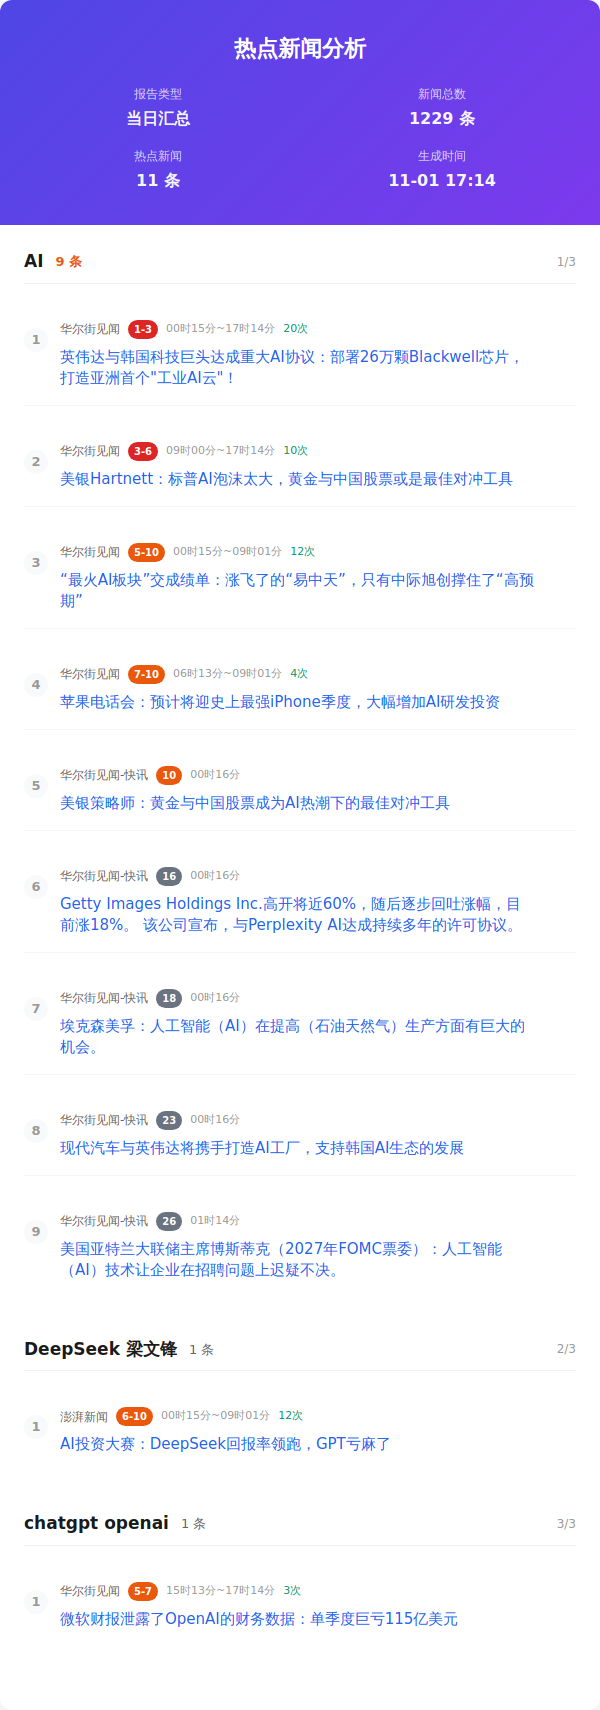 热点新闻分析
报告类型
新闻总数
当日汇总
1229 条
热点新闻
生成时间
11 条
11-01 17:14
AI 9 条 1/3
华尔街见闻 1-3 00时15分~17时14分 20次
1
英伟达与韩国科技巨头达成重大AI协议：部署26万颗Blackwell芯片，
打造亚洲首个"工业AI云"！
华尔街见闻 3-6 09时00分~17时14分 10次
2
美银Hartnett：标普AI泡沫太大，黄金与中国股票或是最佳对冲工具
华尔街见闻 5-10 00时15分~09时01分 12次
3
“最火AI板块”交成绩单：涨飞了的“易中天”，只有中际旭创撑住了“高预
期”
华尔街见闻 7-10 06时13分~09时01分 4次
4
苹果电话会：预计将迎史上最强iPhone季度，大幅增加AI研发投资
华尔街见闻-快讯 10 00时16分
5
美银策略师：黄金与中国股票成为AI热潮下的最佳对冲工具
华尔街见闻-快讯 16 00时16分
6
Getty Images Holdings Inc.高开将近60%，随后逐步回吐涨幅，目
前涨18%。 该公司宣布，与Perplexity AI达成持续多年的许可协议。
华尔街见闻-快讯 18 00时16分
7
埃克森美孚：人工智能（AI）在提高（石油天然气）生产方面有巨大的
机会。
华尔街见闻-快讯 23 00时16分
8
现代汽车与英伟达将携手打造AI工厂，支持韩国AI生态的发展
华尔街见闻-快讯 26 01时14分
9
美国亚特兰大联储主席博斯蒂克（2027年FOMC票委）：人工智能
（AI）技术让企业在招聘问题上迟疑不决。
DeepSeek 梁文锋 1 条 2/3
澎湃新闻 6-10 00时15分~09时01分 12次
1
AI投资大赛：DeepSeek回报率领跑，GPT亏麻了
chatgpt openai 1 条 3/3
华尔街见闻 5-7 15时13分~17时14分 3次
1
微软财报泄露了OpenAI的财务数据：单季度巨亏115亿美元